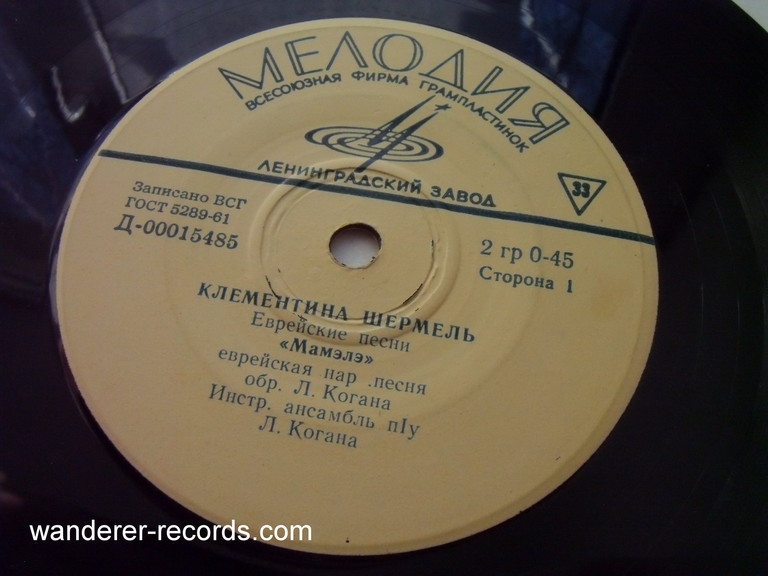 МЕЛОДИЯ
ВСЕСОЮЗНАЯ ФИРМА ГРАМПЛАСТИНОК
ЛЕНИНГРАДСКИЙ ЗАВОД
33
Записано ВСГ
ГОСТ 5289-61
Д-00015485
2 гр 0-45
Сторона 1
КЛЕМЕНТИНА ШЕРМЕЛЬ
Еврейские песни
«Мамэлэ»
еврейская нар .песня
обр. Л. Когана
Инстр. ансамбль пIу
Л. Когана
wanderer-records.com